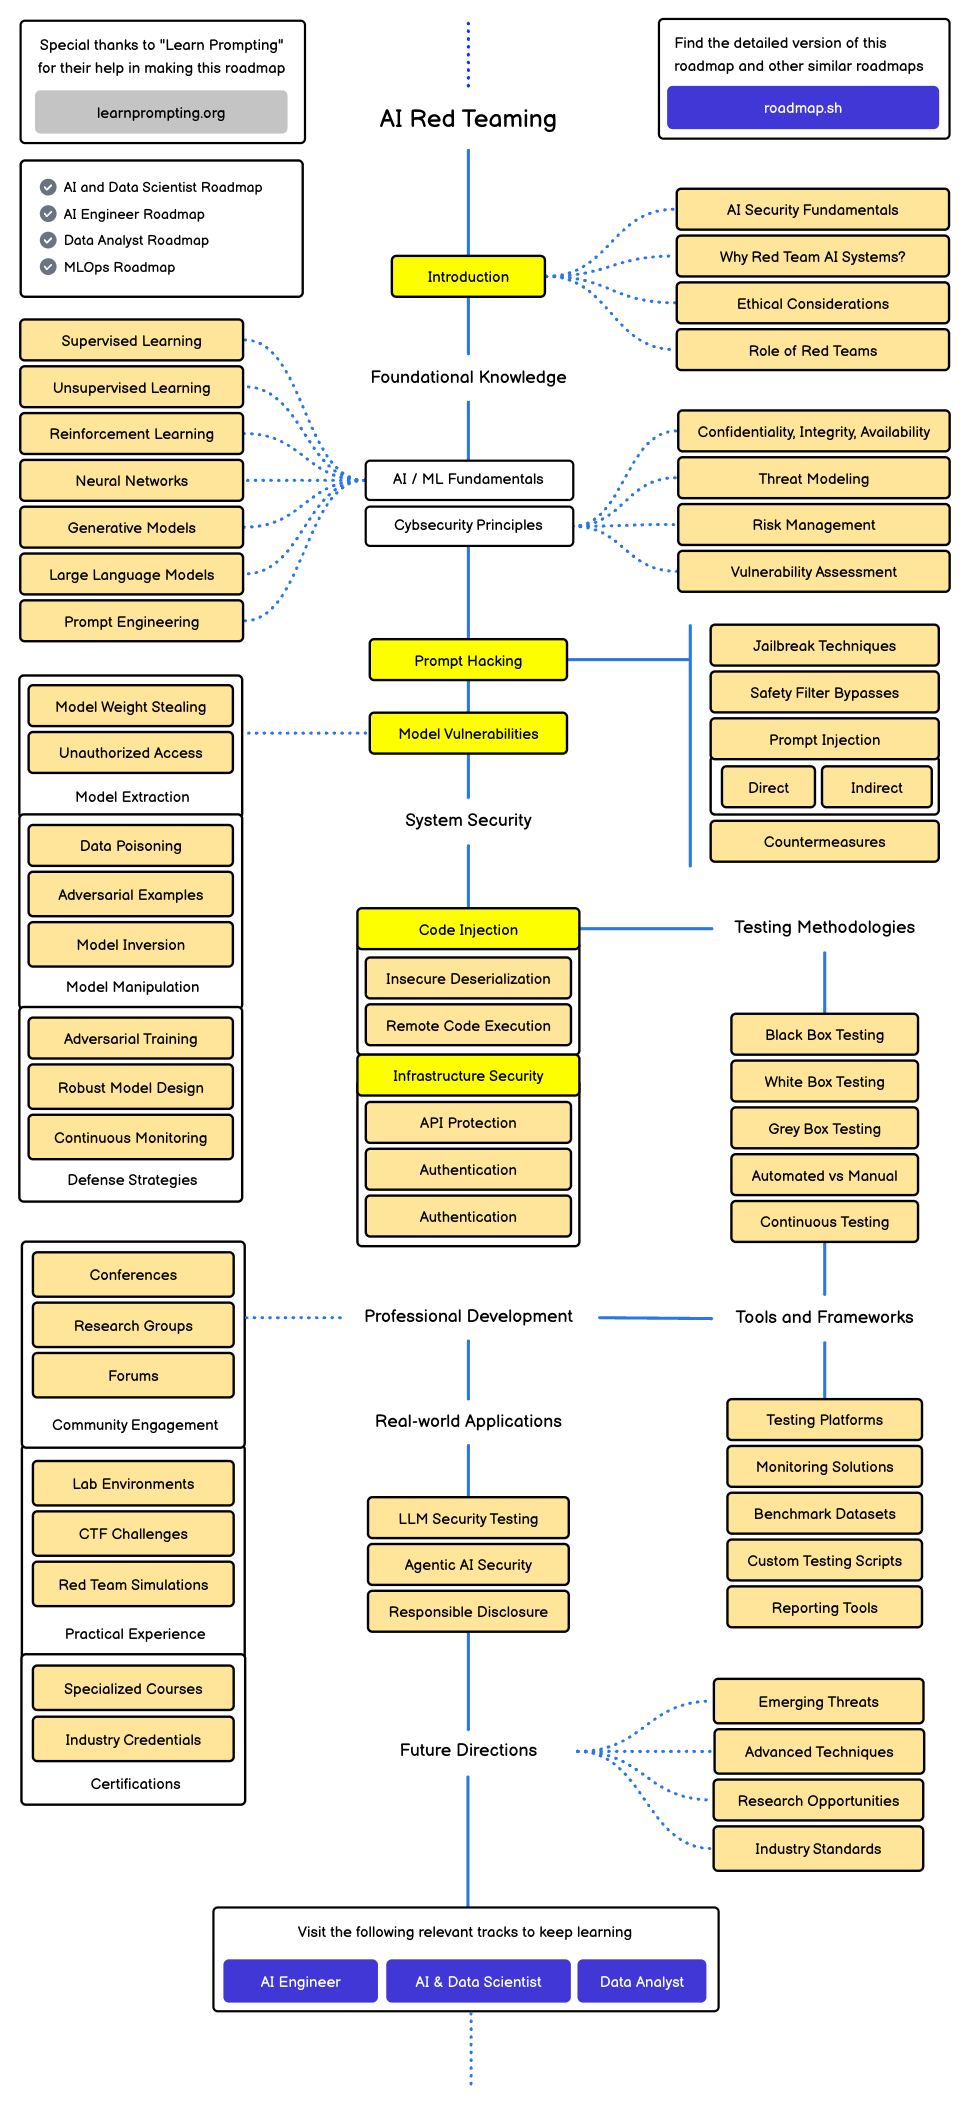 Special thanks to "Learn Prompting"
for their help in making this roadmap
learnprompting.org
Find the detailed version of this
roadmap and other similar roadmaps
roadmap.sh
AI Red Teaming
AI and Data Scientist Roadmap
AI Engineer Roadmap
Data Analyst Roadmap
MLOps Roadmap
Introduction
AI Security Fundamentals
Why Red Team AI Systems?
Ethical Considerations
Role of Red Teams
Foundational Knowledge
Supervised Learning
Unsupervised Learning
Reinforcement Learning
Neural Networks
Generative Models
Large Language Models
Prompt Engineering
AI / ML Fundamentals
Cybsecurity Principles
Confidentiality, Integrity, Availability
Threat Modeling
Risk Management
Vulnerability Assessment
Prompt Hacking
Jailbreak Techniques
Safety Filter Bypasses
Prompt Injection
Direct
Indirect
Countermeasures
Model Vulnerabilities
Model Weight Stealing
Unauthorized Access
Model Extraction
Data Poisoning
Adversarial Examples
Model Inversion
Model Manipulation
Adversarial Training
Robust Model Design
Continuous Monitoring
Defense Strategies
System Security
Code Injection
Insecure Deserialization
Remote Code Execution
Infrastructure Security
API Protection
Authentication
Authentication
Testing Methodologies
Black Box Testing
White Box Testing
Grey Box Testing
Automated vs Manual
Continuous Testing
Tools and Frameworks
Testing Platforms
Monitoring Solutions
Benchmark Datasets
Custom Testing Scripts
Reporting Tools
Professional Development
Conferences
Research Groups
Forums
Community Engagement
Lab Environments
CTF Challenges
Red Team Simulations
Practical Experience
Specialized Courses
Industry Credentials
Certifications
Real-world Applications
LLM Security Testing
Agentic AI Security
Responsible Disclosure
Future Directions
Emerging Threats
Advanced Techniques
Research Opportunities
Industry Standards
Visit the following relevant tracks to keep learning
AI Engineer
AI & Data Scientist
Data Analyst